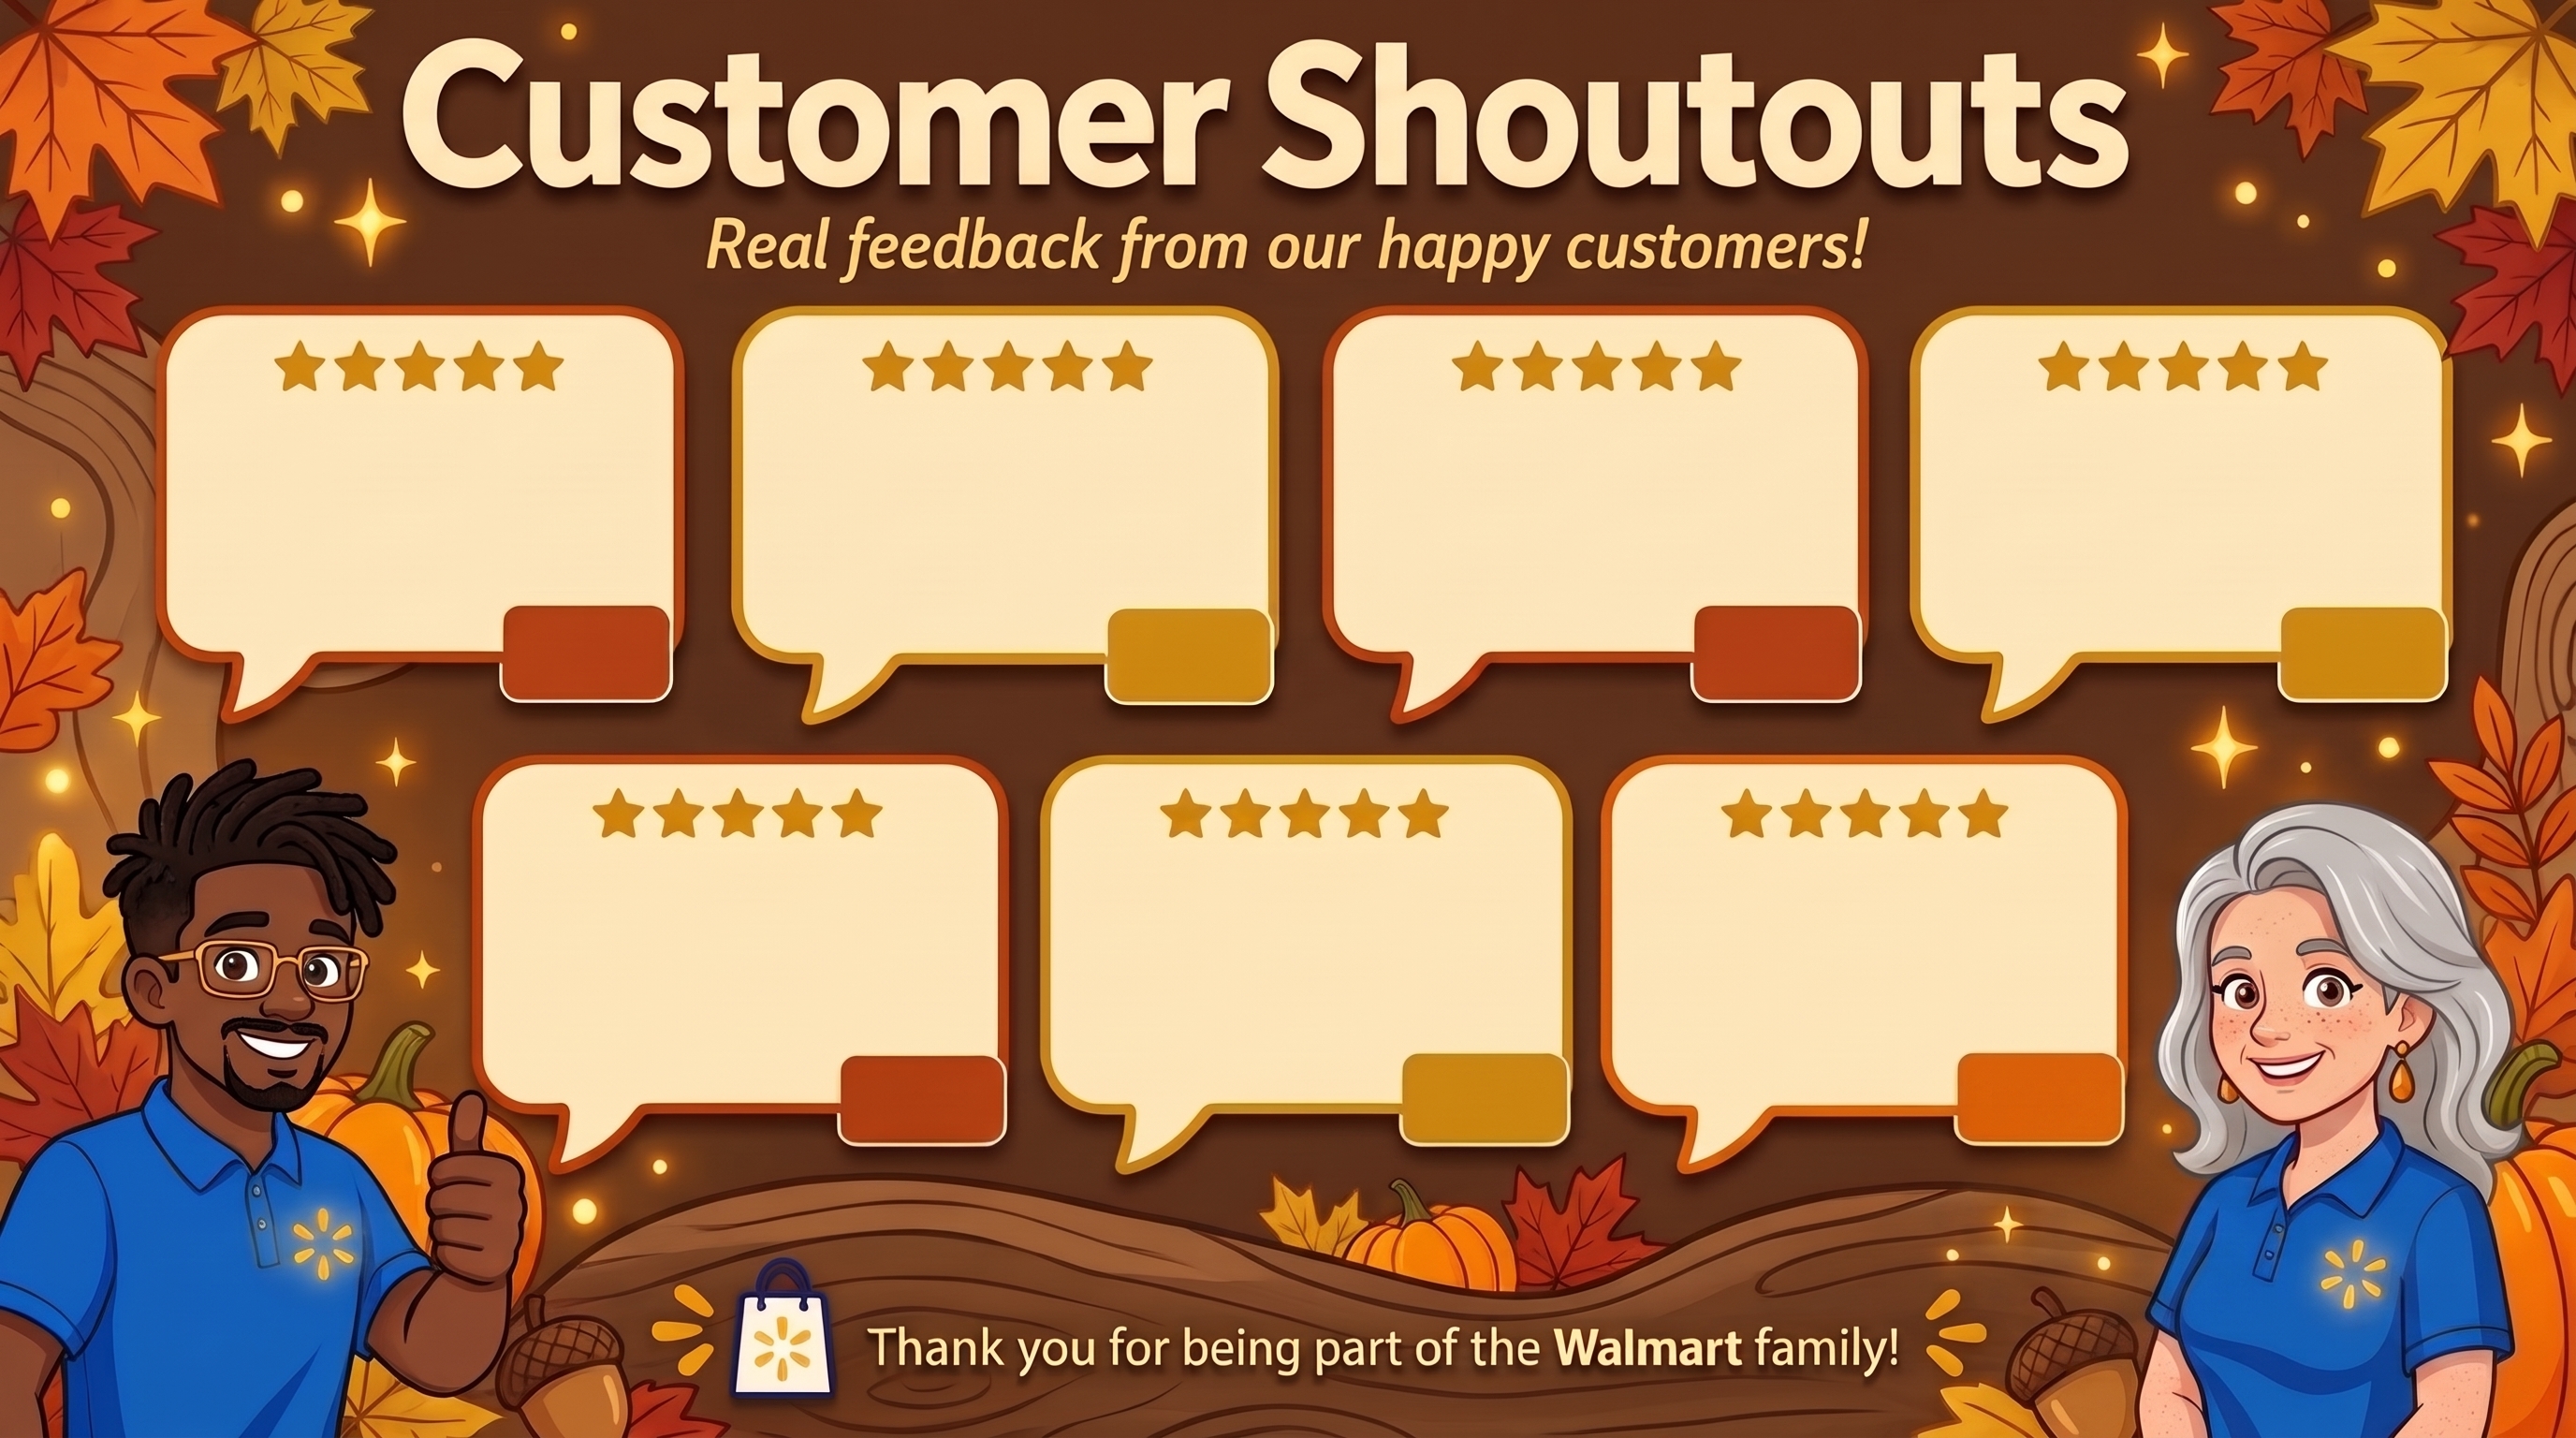 Customer Shoutouts
Real feedback from our happy customers!
Thank you for being part of the Walmart family!